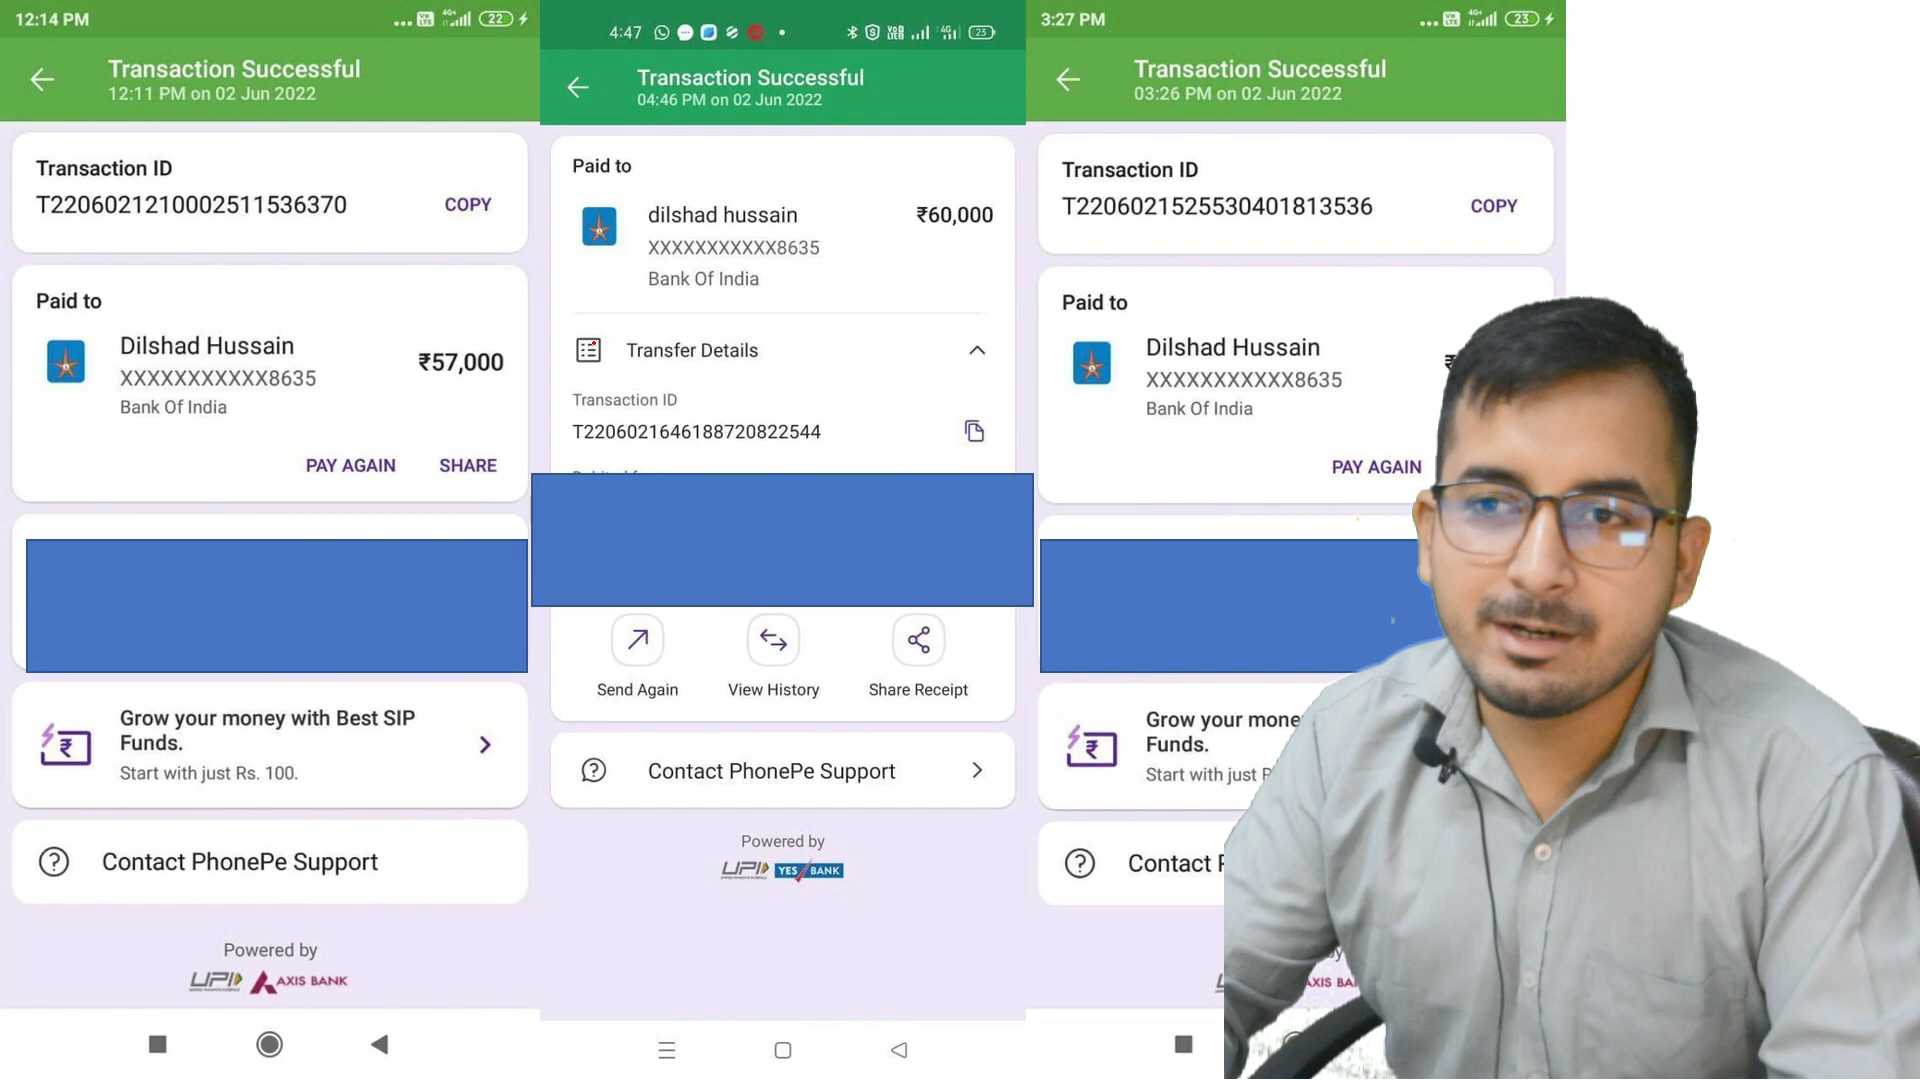 12:14 PM
22
Transaction Successful
12:11 PM on 02 Jun 2022
Transaction ID
T2206021210002511536370
COPY
Paid to
Dilshad Hussain
₹57,000
XXXXXXXXXXX8635
Bank Of India
PAY AGAIN
SHARE
Grow your money with Best SIP
Funds.
Start with just Rs. 100.
Contact PhonePe Support
Powered by
UPI
AXIS BANK
4:47
23
Transaction Successful
04:46 PM on 02 Jun 2022
Paid to
dilshad hussain
₹60,000
XXXXXXXXXXX8635
Bank Of India
Transfer Details
Transaction ID
T2206021646188720822544
Send Again
View History
Share Receipt
Contact PhonePe Support
Powered by
UPI
YES BANK
3:27 PM
4G+
23
Transaction Successful
03:26 PM on 02 Jun 2022
Transaction ID
T2206021525530401813536
COPY
Paid to
Dilshad Hussain
₹
XXXXXXXXXXX8635
Bank Of India
PAY AGAIN
Grow your mone
Funds.
Start with just
Contact